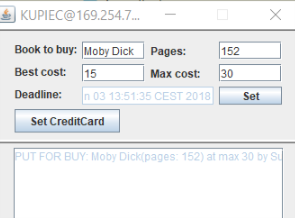 KUPIEC@169.254.7...
Book to buy: Moby Dick Pages: 152
Best cost: 15 Max cost: 30
Deadline: n 03 13:51:35 CEST 2018 Set
Set CreditCard
PUT FOR BUY: Moby Dick(pages: 152) at max 30 by Su